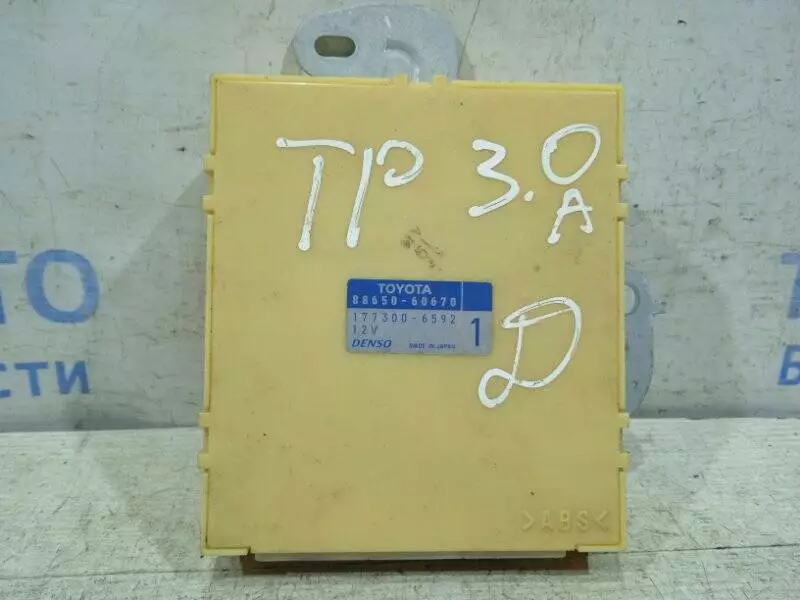 ТР 3.0
А
TOYOTA
88650-60670
177300-6592
12V
1
DENSO MADE IN JAPAN
Д
>ABS<